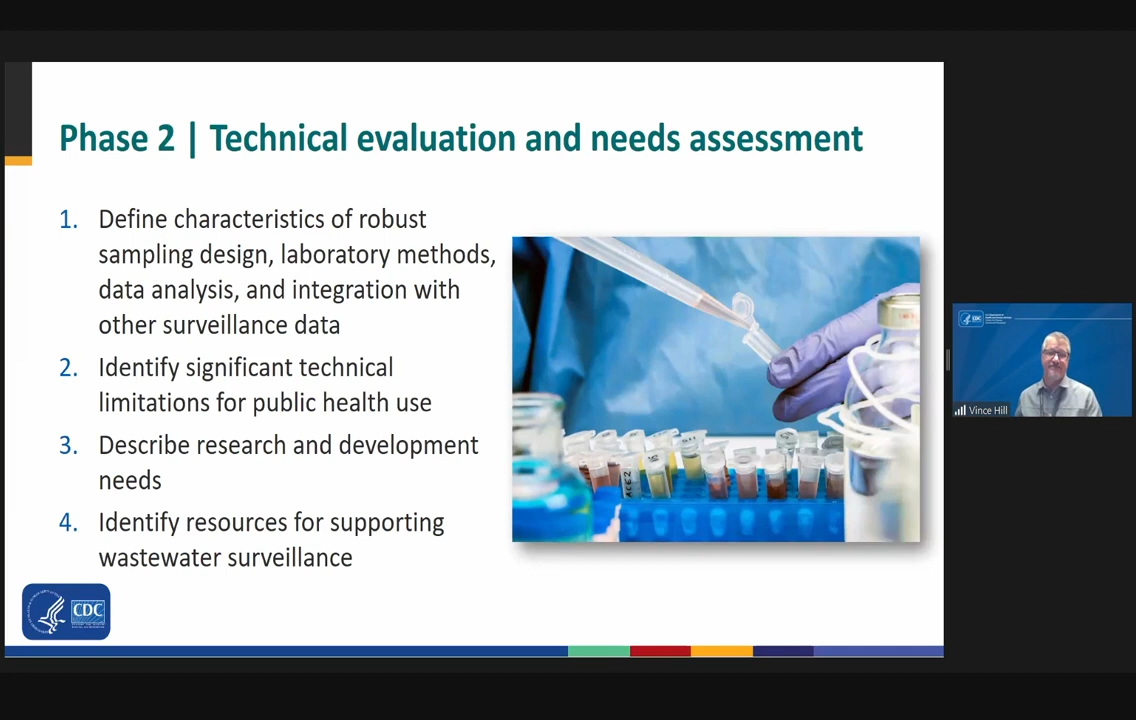 Phase 2 | Technical evaluation and needs assessment
1. Define characteristics of robust
sampling design, laboratory methods,
data analysis, and integration with
other surveillance data
2. Identify significant technical
limitations for public health use
3. Describe research and development
needs
4. Identify resources for supporting
wastewater surveillance
CDC
CDC
Vince Hill